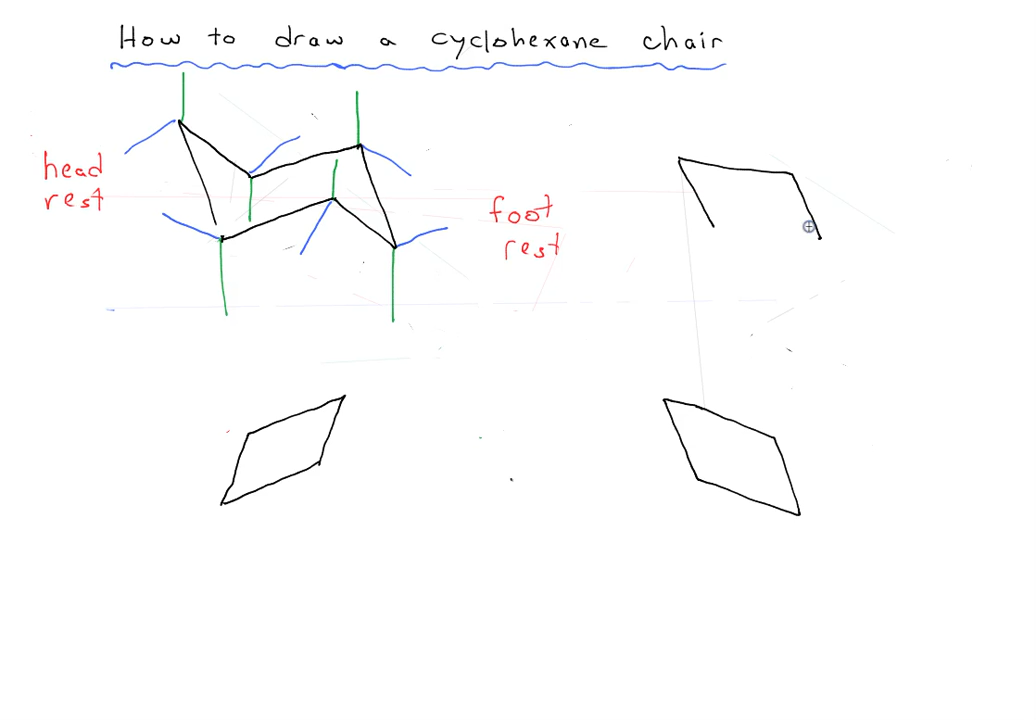 How to draw a cyclohexane chair
head
rest
foot
rest